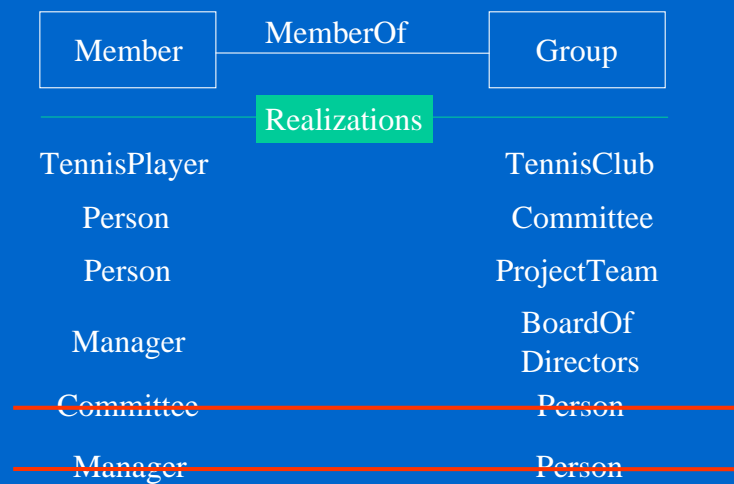 Member MemberOf Group
Realizations
TennisPlayer TennisClub
Person Committee
Person ProjectTeam
Manager BoardOf
Directors
Committee Person
Manager Person